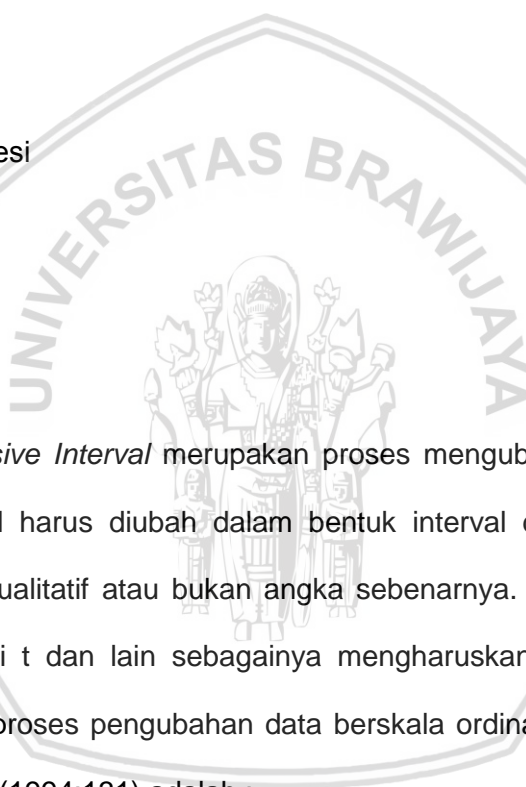 esi
UNIVERSITAS BRAWIJAYA
sive Interval merupakan proses mengub
l harus diubah dalam bentuk interval
ualitatif atau bukan angka sebenarnya.
i t dan lain sebagainya mengharuskan
proses pengubahan data berskala ordina